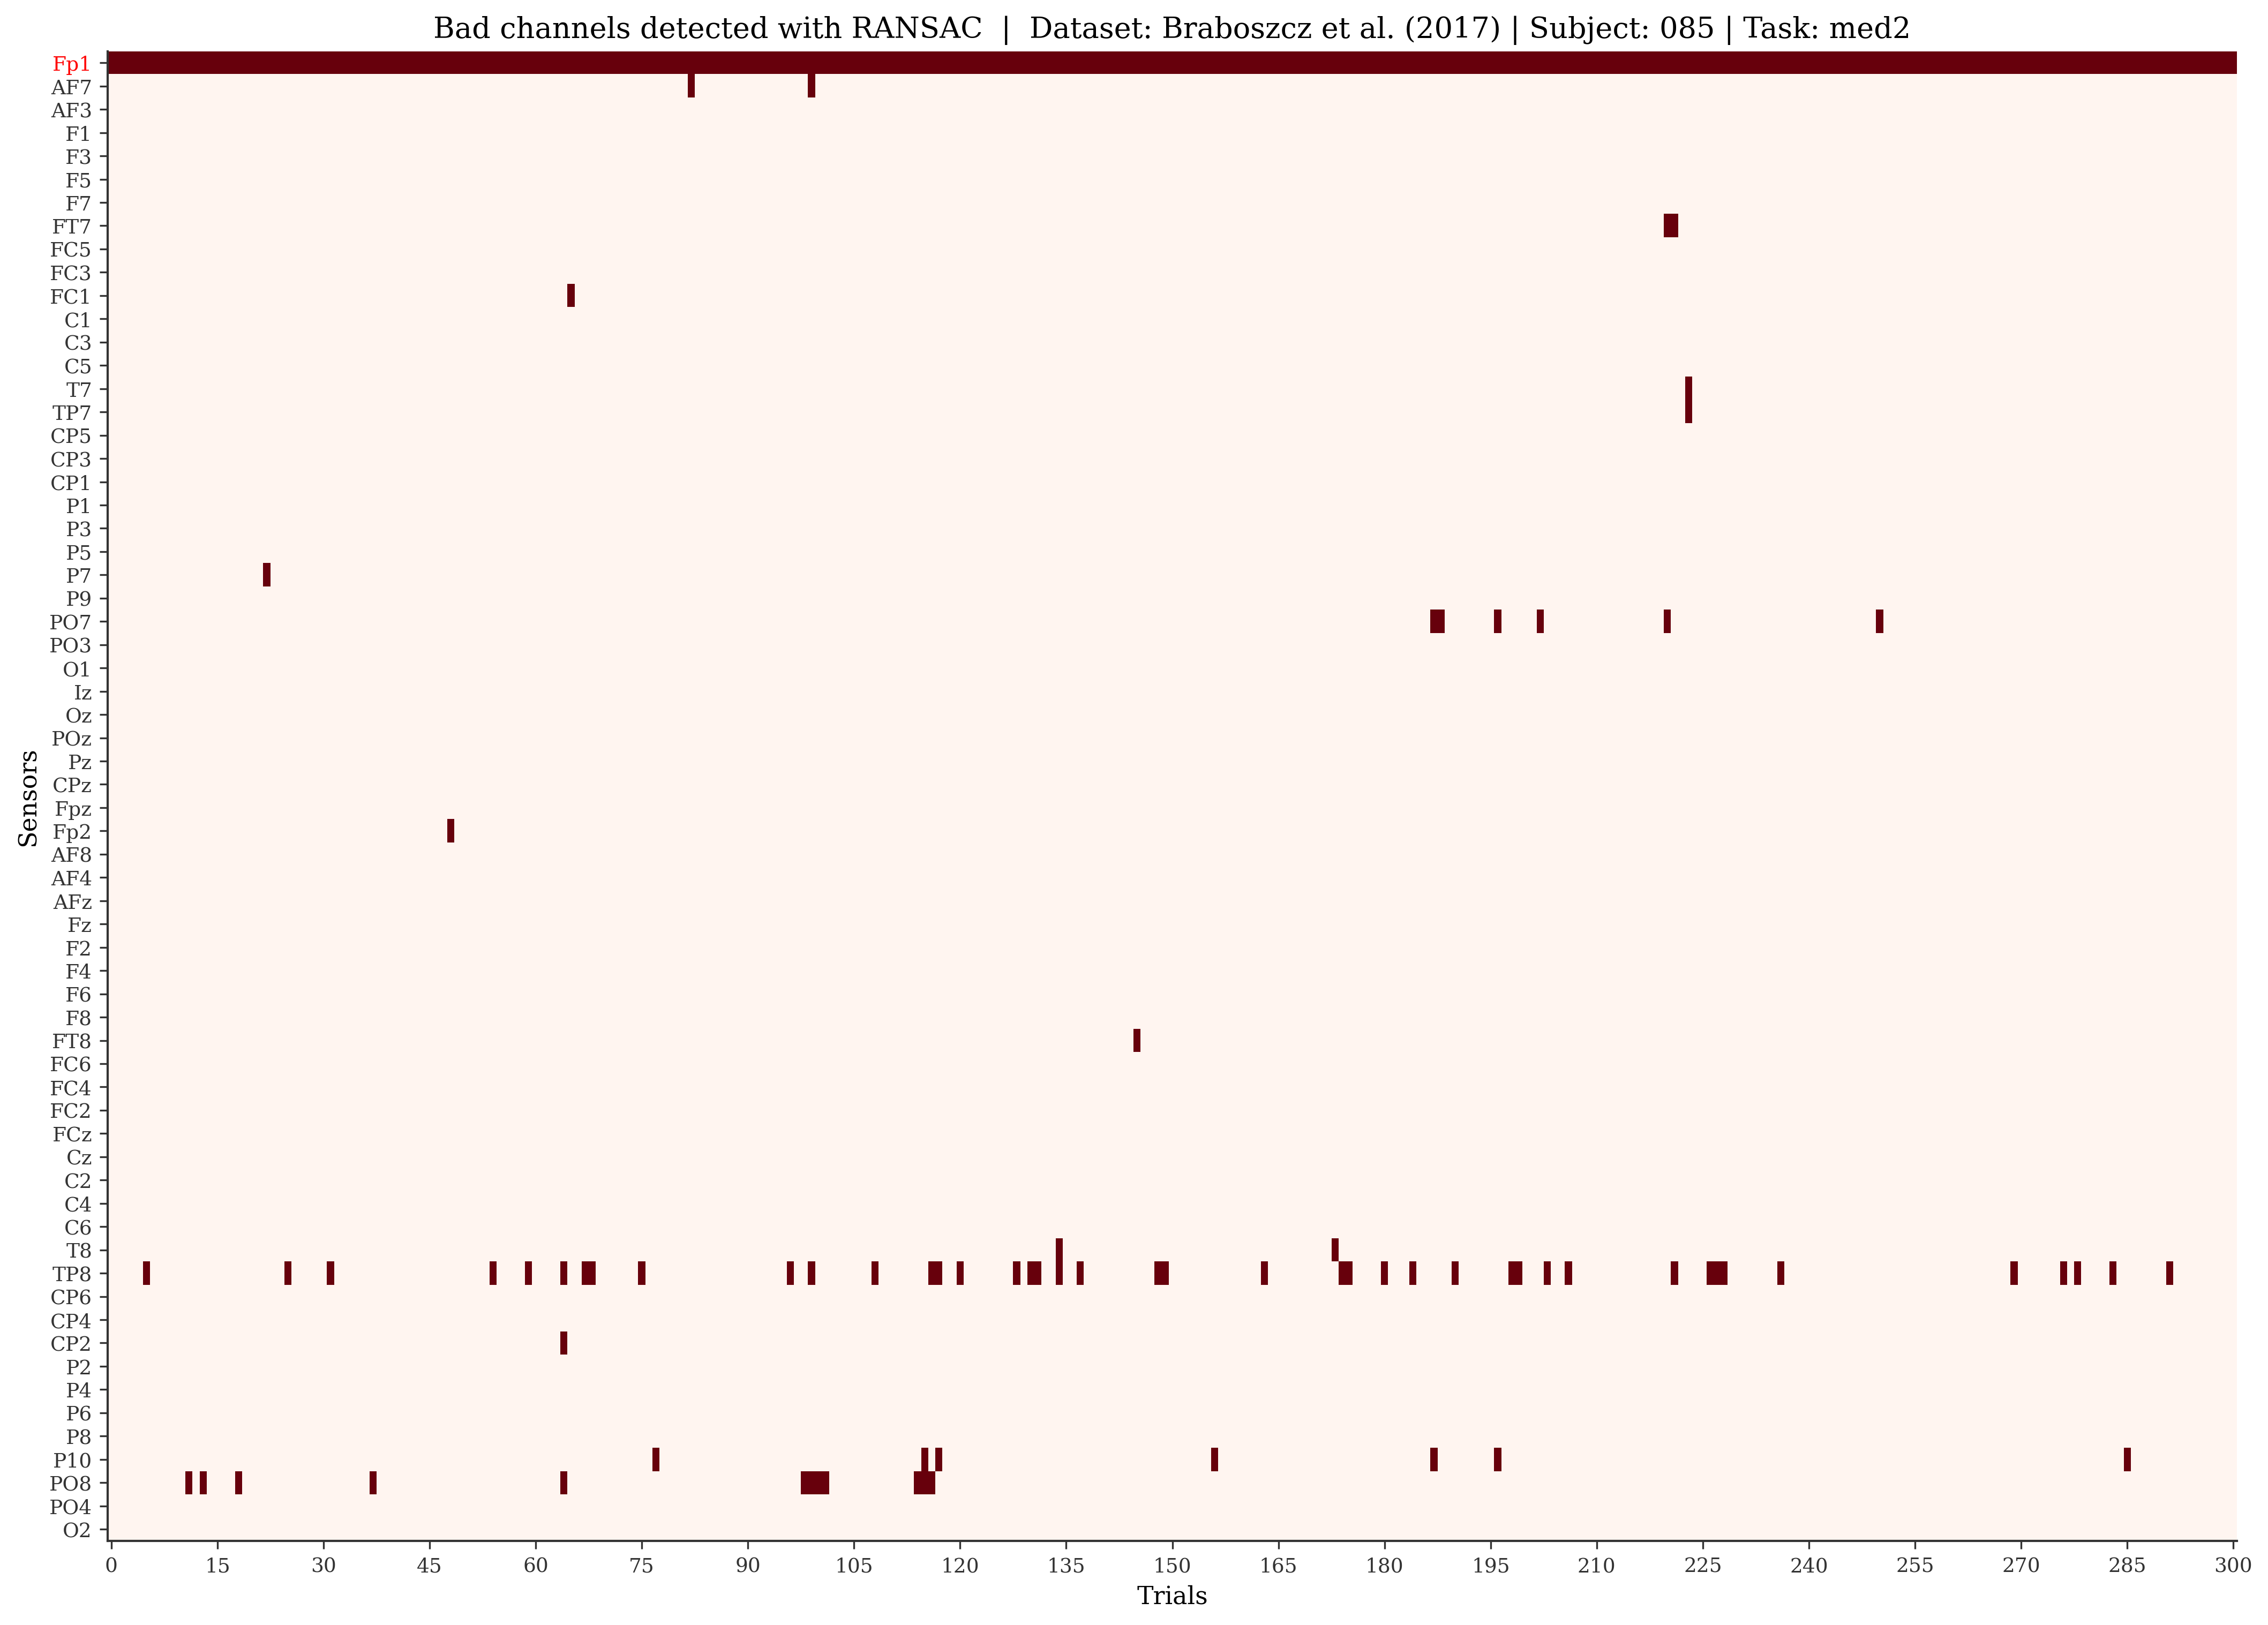 Bad channels detected with RANSAC | Dataset: Braboszcz et al. (2017) | Subject: 085 | Task: med2
Sensors
Fp1
AF7
AF3
F1
F3
F5
F7
FT7
FC5
FC3
FC1
C1
C3
C5
T7
TP7
CP5
CP3
CP1
P1
P3
P5
P7
P9
PO7
PO3
O1
Iz
Oz
POz
Pz
CPz
Fpz
Fp2
AF8
AF4
AFz
Fz
F2
F4
F6
F8
FT8
FC6
FC4
FC2
FCz
Cz
C2
C4
C6
T8
TP8
CP6
CP4
CP2
P2
P4
P6
P8
P10
PO8
PO4
O2
0 15 30 45 60 75 90 105 120 135 150 165 180 195 210 225 240 255 270 285 300
Trials